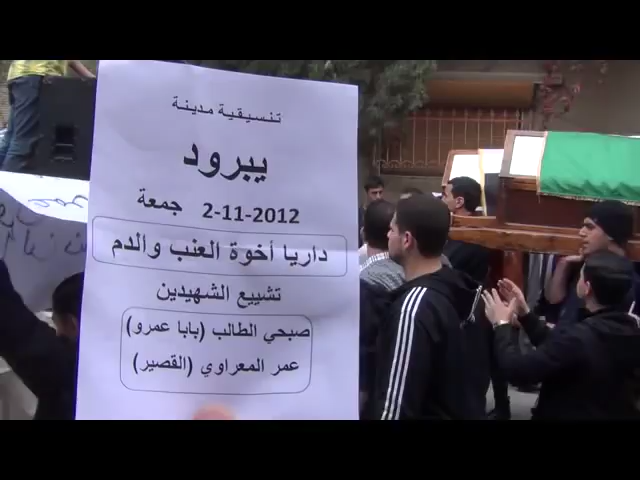 تنسيقية مدينة
يبرود
جمعة 2-11-2012
داريا أخوة العنب والدم
تشييع الشهيدين
صبحي الطالب (بابا عمرو)
عمر المعراوي (القصير)